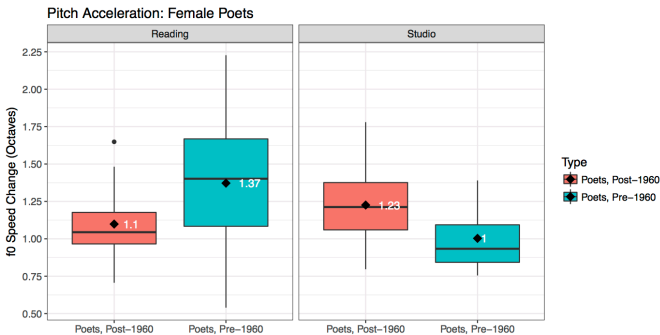 Pitch Acceleration: Female Poets
Reading
Studio
f0 Speed Change (Octaves)
2.25
2.00
1.75
1.50
1.25
1.00
0.75
0.50
1.1
1.37
1.23
1
Poets, Post−1960
Poets, Pre−1960
Poets, Post−1960
Poets, Pre−1960
Type
Poets, Post−1960
Poets, Pre−1960